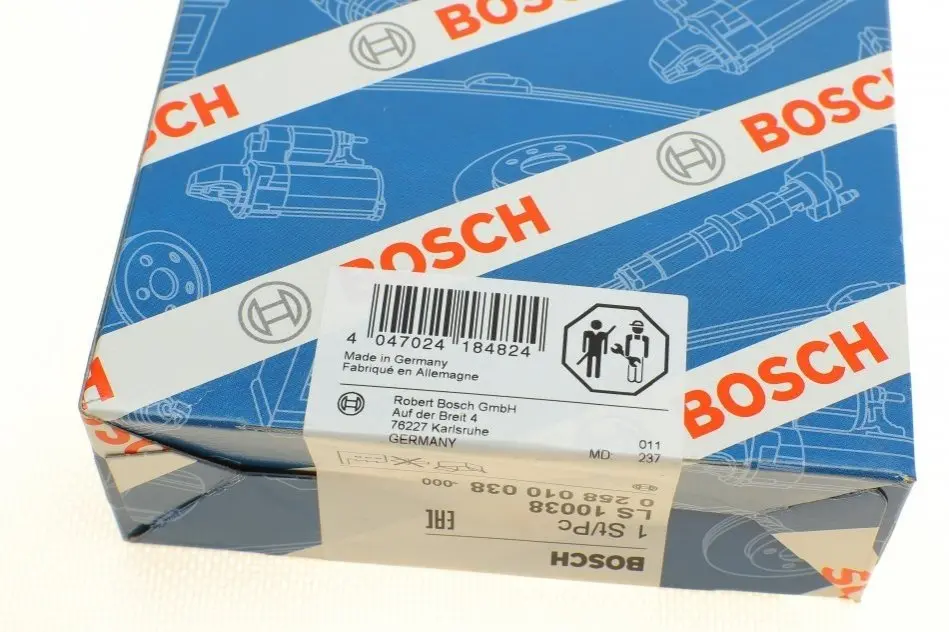 BOSCH
BOSCH
BOSCH
BOSCH
BOSCH
4 047024 184824
Made in Germany
Fabriqué en Allemagne
Robert Bosch GmbH
Auf der Breit 4
76227 Karlsruhe
GERMANY
011
MD: 237
BOSCH
1 St/Pc
LS 10038
0 258 010 038 -000
EAC